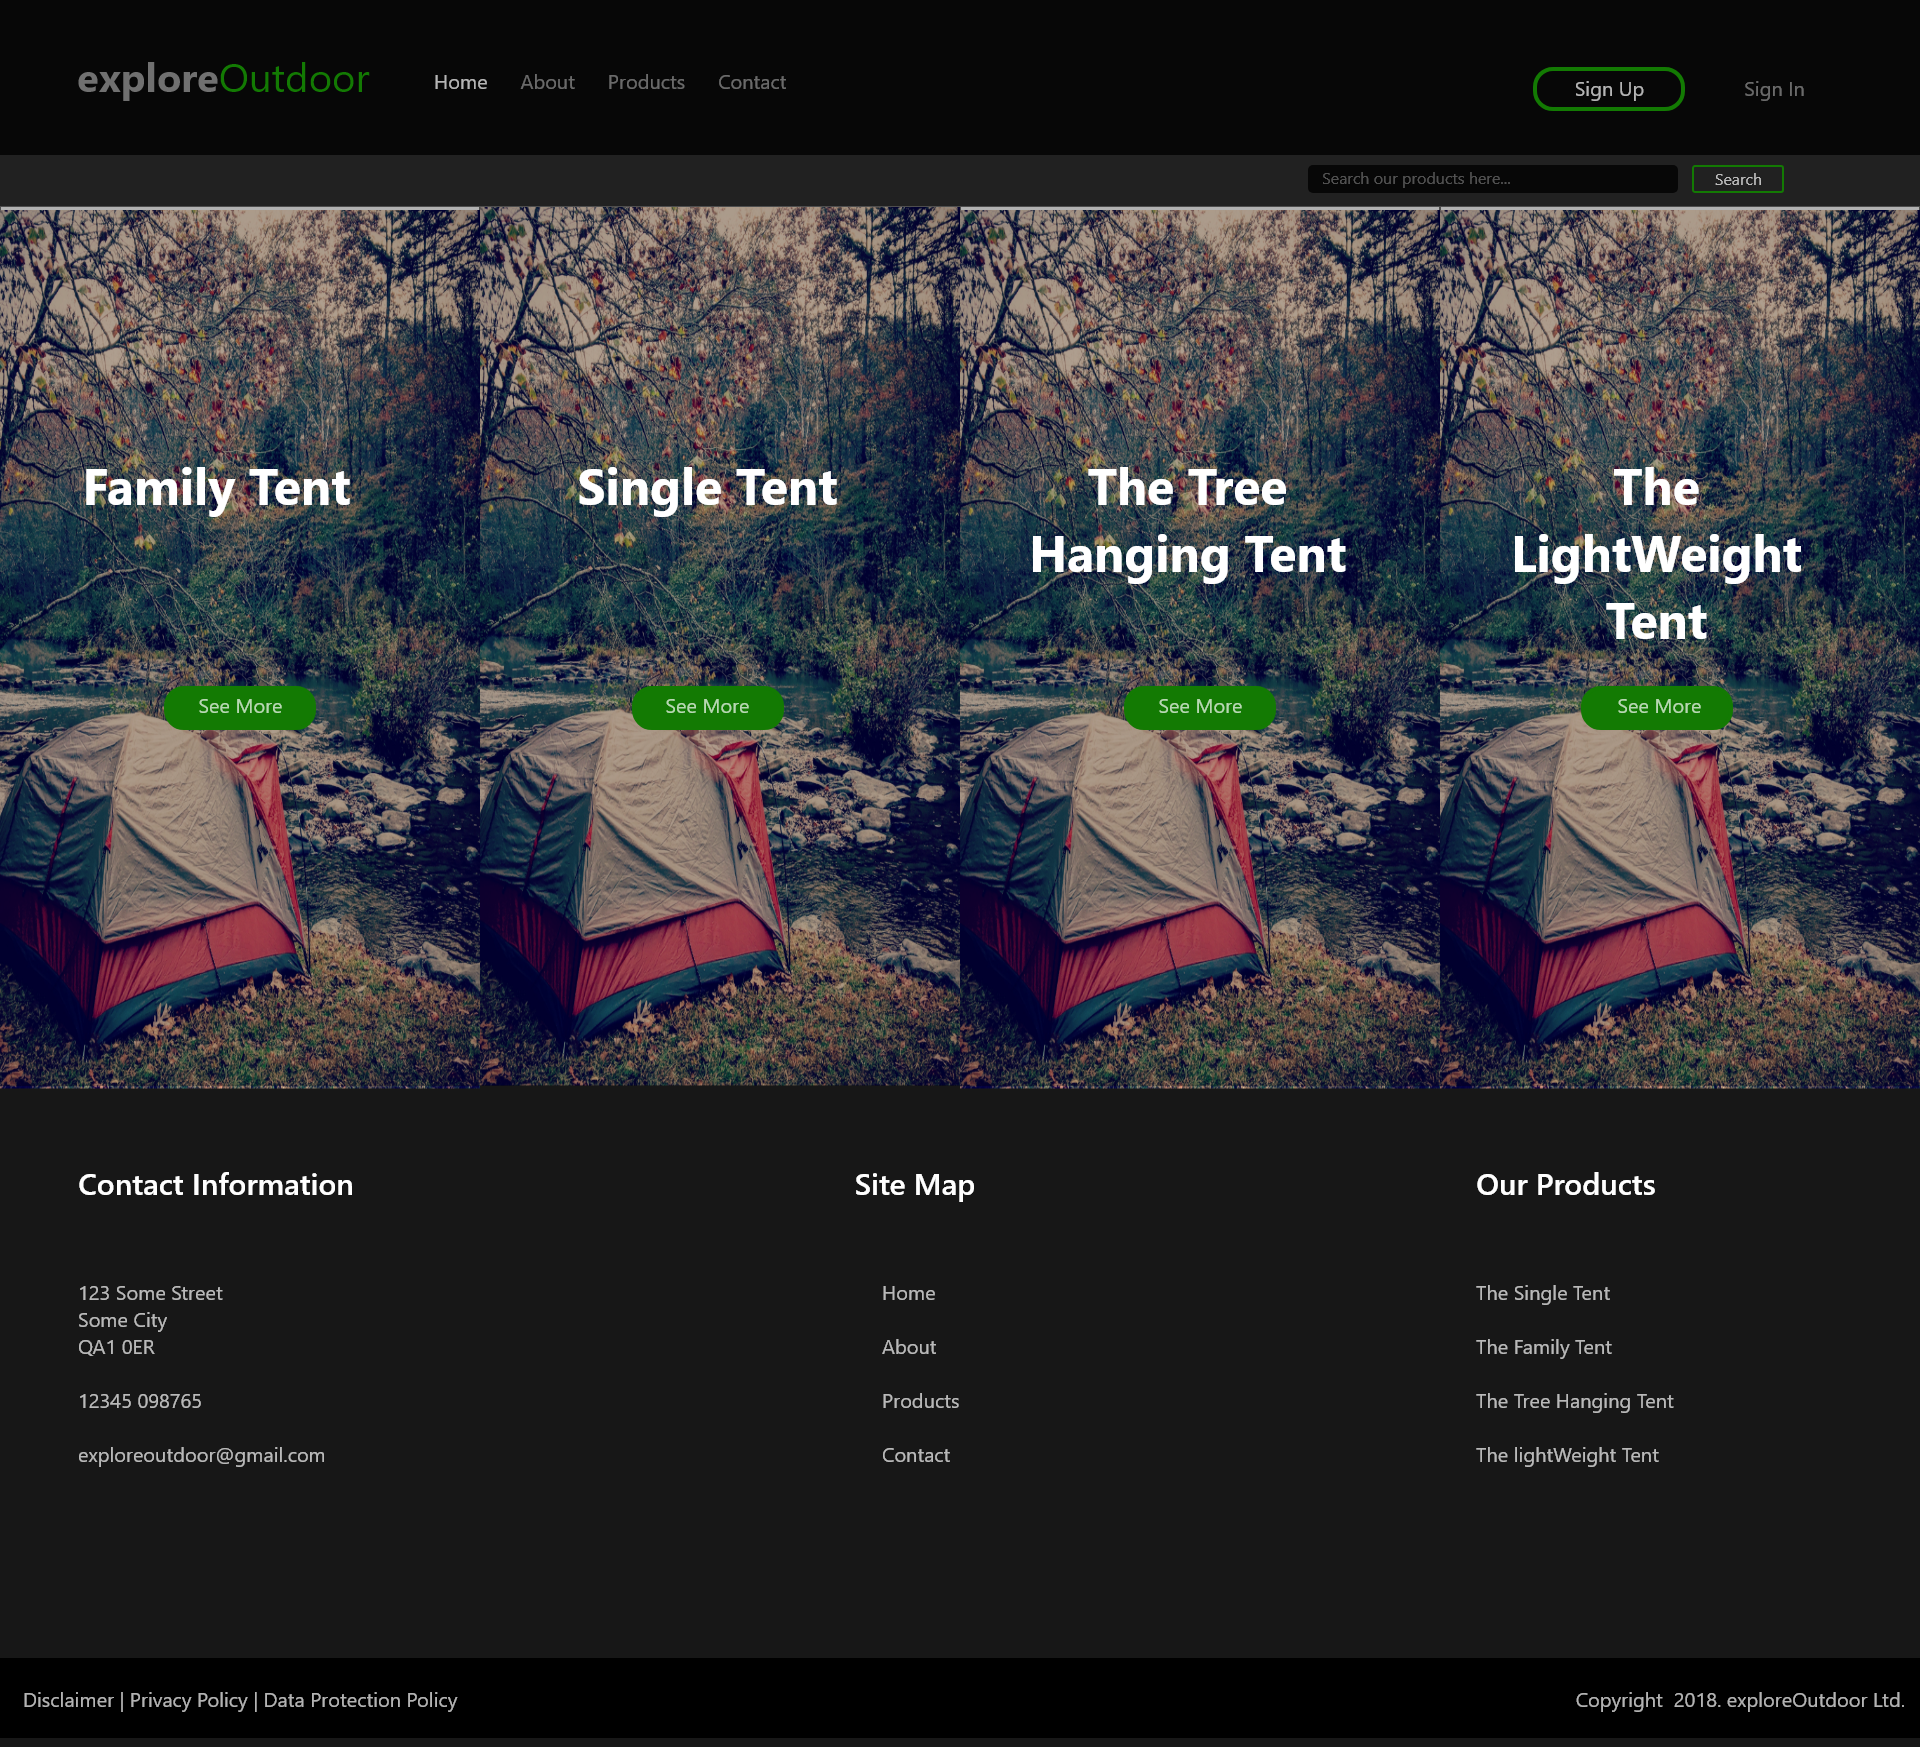 exploreOutdoor
Home About Products Contact
Sign Up
Sign In
Search our products here...
Search
Family Tent
See More
Single Tent
See More
The Tree
Hanging Tent
See More
The
LightWeight
Tent
See More
Contact Information
123 Some Street
Some City
QA1 0ER
12345 098765
exploreoutdoor@gmail.com
Site Map
Home
About
Products
Contact
Our Products
The Single Tent
The Family Tent
The Tree Hanging Tent
The lightWeight Tent
Disclaimer | Privacy Policy | Data Protection Policy
Copyright  2018. exploreOutdoor Ltd.